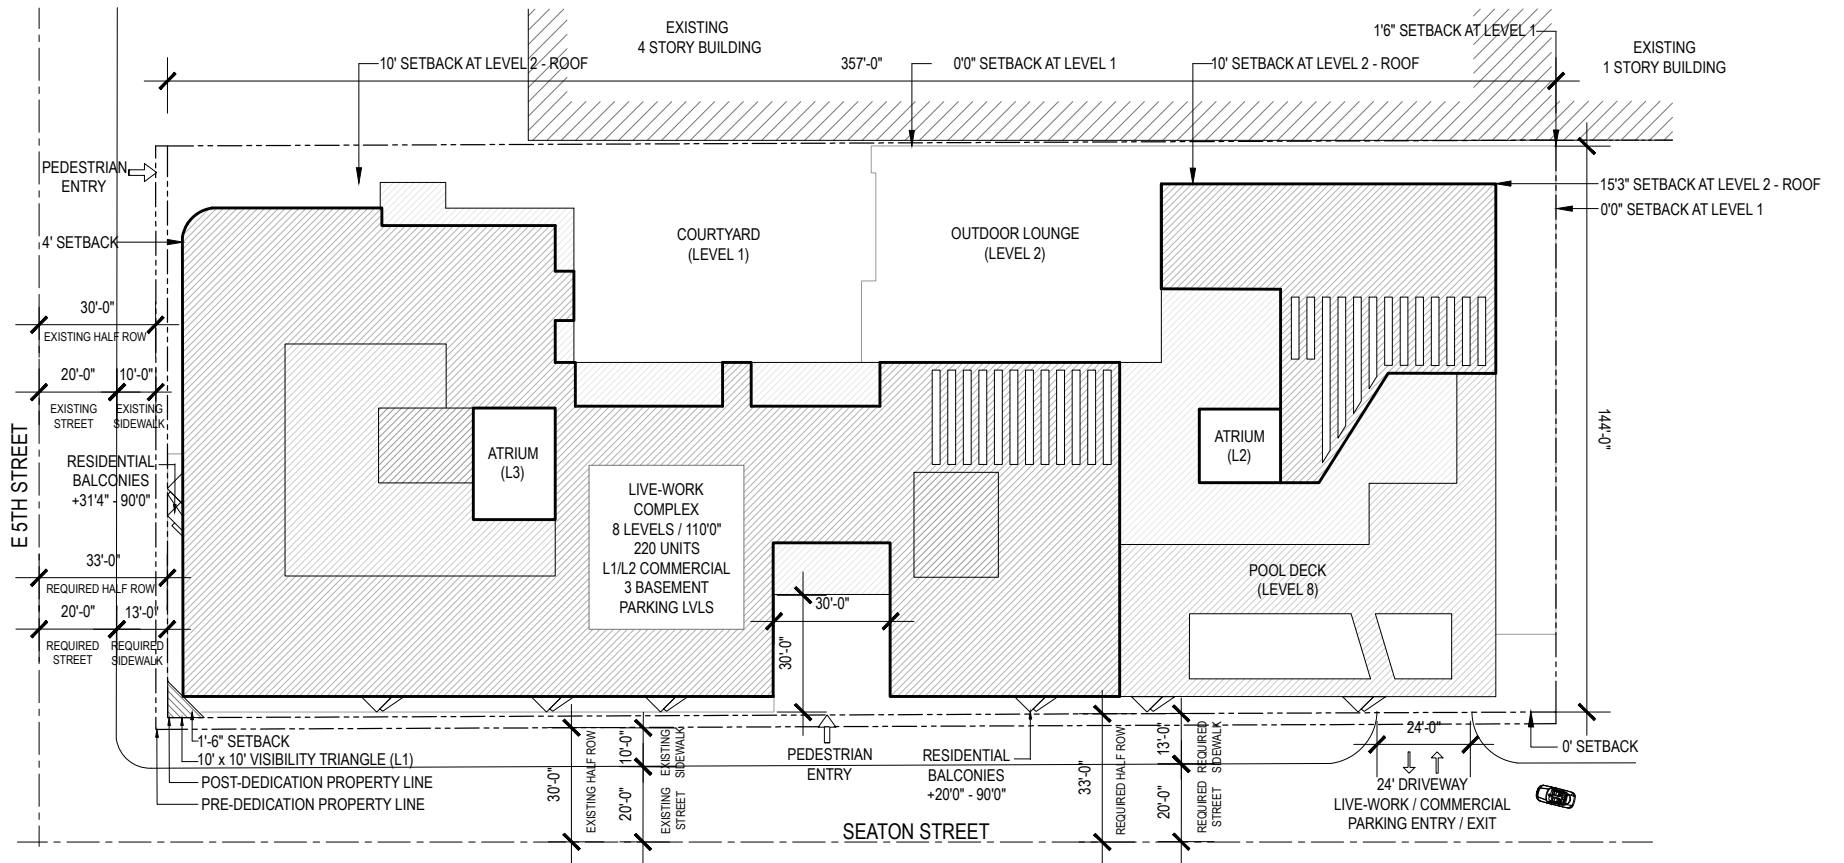 EXISTING
4 STORY BUILDING
1'6" SETBACK AT LEVEL 1
EXISTING
1 STORY BUILDING
10' SETBACK AT LEVEL 2 - ROOF
357'-0"
0'0" SETBACK AT LEVEL 1
10' SETBACK AT LEVEL 2 - ROOF
PEDESTRIAN
ENTRY
15'3" SETBACK AT LEVEL 2 - ROOF
0'0" SETBACK AT LEVEL 1
4' SETBACK
COURTYARD
(LEVEL 1)
OUTDOOR LOUNGE
(LEVEL 2)
30'-0"
EXISTING HALF ROW
20'-0"
10'-0"
EXISTING
STREET
EXISTING
SIDEWALK
144'-0"
E 5TH STREET
RESIDENTIAL
BALCONIES
+31'4" - 90'0"
ATRIUM
(L3)
ATRIUM
(L2)
LIVE-WORK
COMPLEX
8 LEVELS / 110'0"
220 UNITS
L1/L2 COMMERCIAL
3 BASEMENT
PARKING LVLS
33'-0"
REQUIRED HALF ROW
20'-0"
13'-0"
REQUIRED
STREET
REQUIRED
SIDEWALK
POOL DECK
(LEVEL 8)
30'-0"
30'-0"
1'-6" SETBACK
10' x 10' VISIBILITY TRIANGLE (L1)
POST-DEDICATION PROPERTY LINE
PRE-DEDICATION PROPERTY LINE
30'-0"
EXISTING HALF ROW
10'-0"
EXISTING
SIDEWALK
20'-0"
EXISTING
STREET
PEDESTRIAN
ENTRY
RESIDENTIAL
BALCONIES
+20'0" - 90'0"
33'-0"
REQUIRED HALF ROW
13'-0"
REQUIRED
SIDEWALK
20'-0"
REQUIRED
STREET
24'-0"
0' SETBACK
24' DRIVEWAY
LIVE-WORK / COMMERCIAL
PARKING ENTRY / EXIT
SEATON STREET